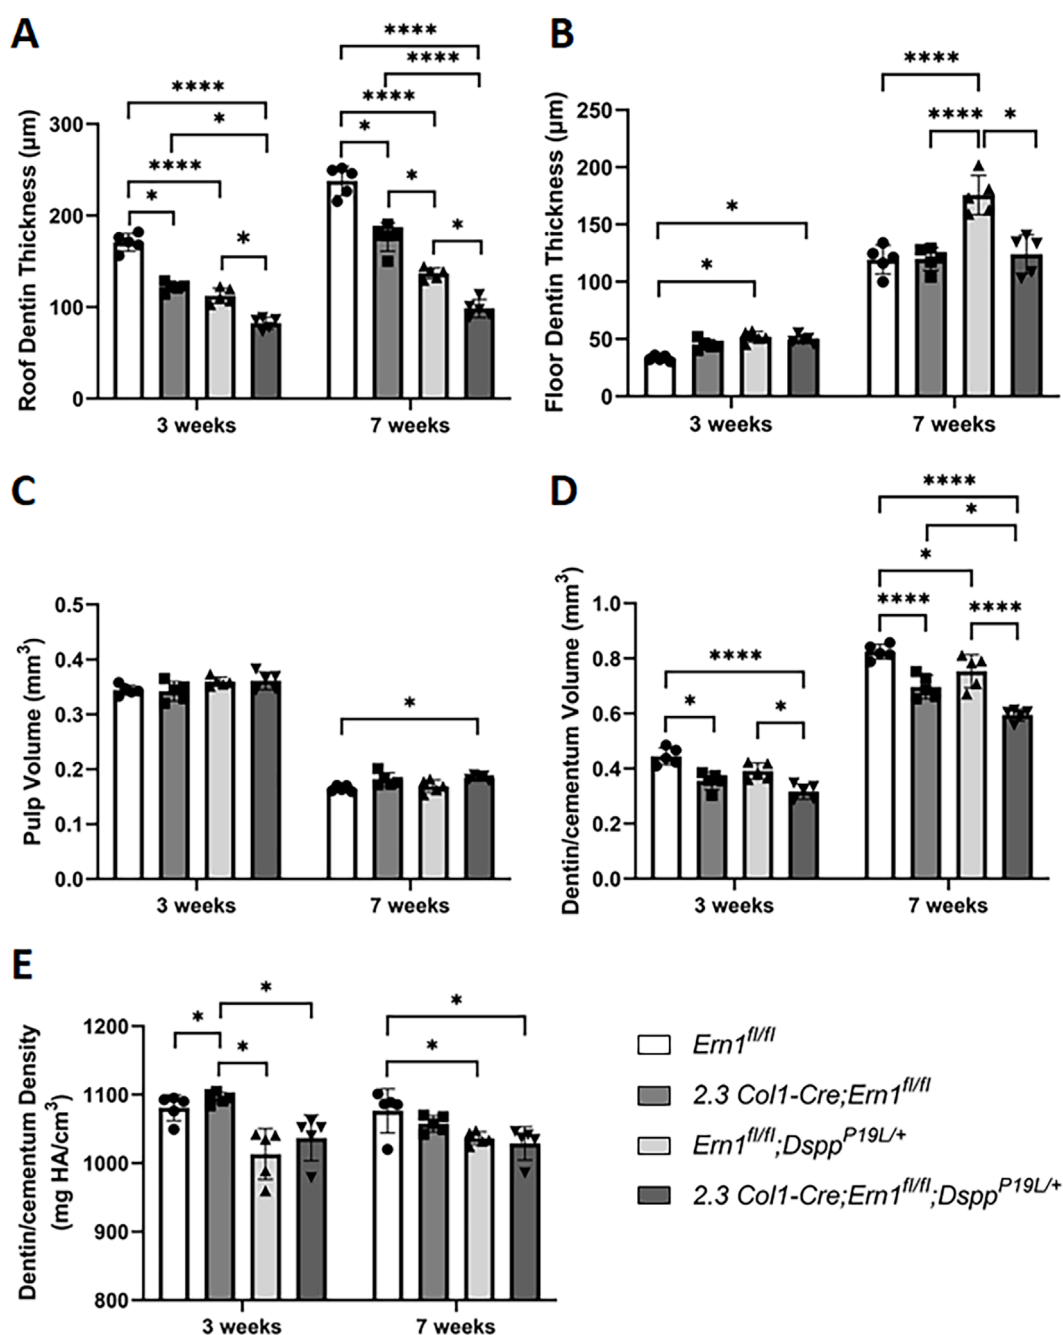 A
Roof Dentin Thickness (µm)
300
200
100
0
3 weeks
7 weeks
****
*
****
*
*
****
****
****
*
*
*
B
Floor Dentin Thickness (µm)
250
200
150
100
50
0
3 weeks
7 weeks
*
*
****
****
*
C
Pulp Volume (mm³)
0.5
0.4
0.3
0.2
0.1
0.0
3 weeks
7 weeks
*
D
Dentin/cementum Volume (mm³)
1.0
0.8
0.6
0.4
0.2
0.0
3 weeks
7 weeks
****
*
*
****
*
*
****
****
E
Dentin/cementum Density
(mg HA/cm³)
1200
1100
1000
900
800
3 weeks
7 weeks
*
*
*
*
*
Ern1fl/fl
2.3 Col1-Cre;Ern1fl/fl
Ern1fl/fl;DsppP19L/+
2.3 Col1-Cre;Ern1fl/fl;DsppP19L/+